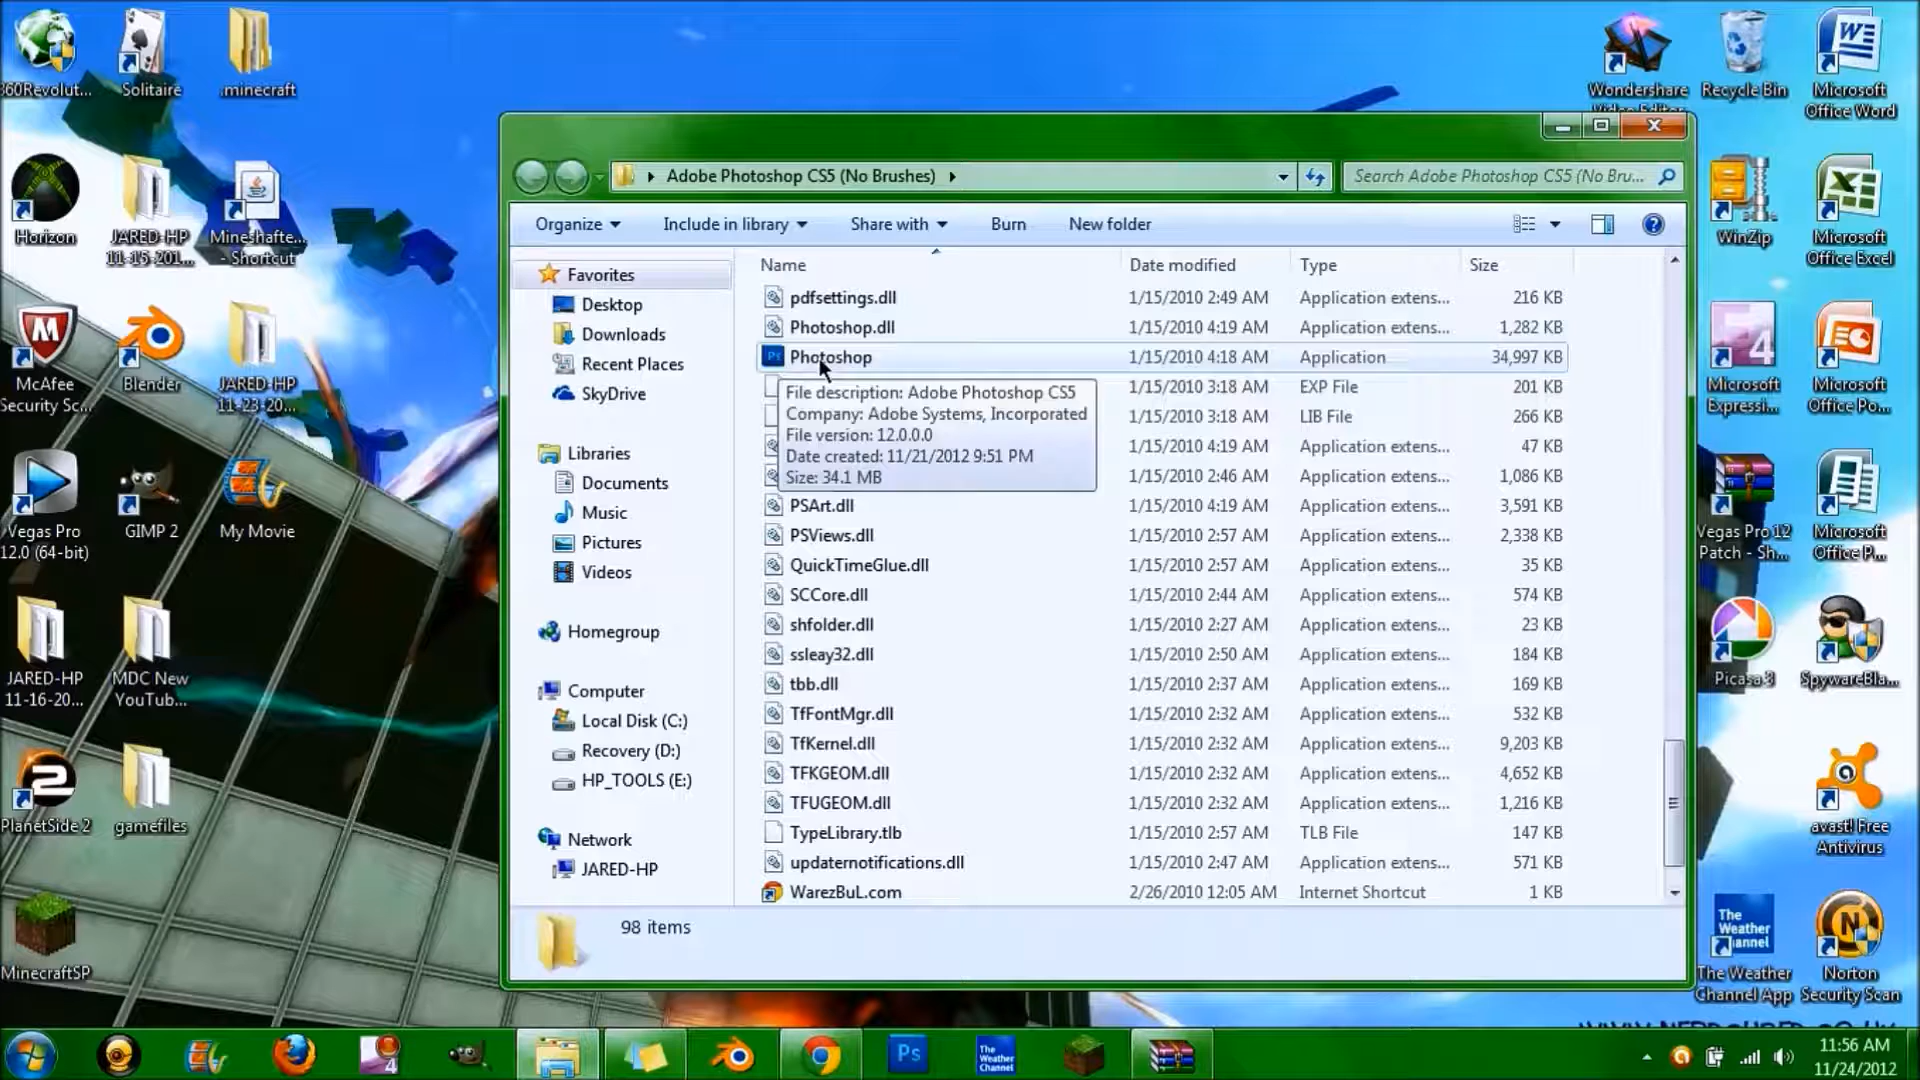 360Revolut...
Solitaire
.minecraft
Wondershare
Recycle Bin
Microsoft
Office Word
Adobe Photoshop CS5 (No Brushes)
Search Adobe Photoshop CS5 (No Bru...
Organize
Include in library
Share with
Burn
New folder
Horizon
JARED-HP
11-15-201...
Mineshafte...
- Shortcut
WinZip
Microsoft
Office Excel
Favorites
Desktop
Downloads
Recent Places
SkyDrive
Libraries
Documents
Music
Pictures
Videos
Homegroup
Computer
Local Disk (C:)
Recovery (D:)
HP_TOOLS (E:)
Network
JARED-HP
Name Date modified Type Size
pdfsettings.dll 1/15/2010 2:49 AM Application extens... 216 KB
Photoshop.dll 1/15/2010 4:19 AM Application extens... 1,282 KB
Photoshop 1/15/2010 4:18 AM Application 34,997 KB
1/15/2010 3:18 AM EXP File 201 KB
1/15/2010 3:18 AM LIB File 266 KB
1/15/2010 4:19 AM Application extens... 47 KB
1/15/2010 2:46 AM Application extens... 1,086 KB
File description: Adobe Photoshop CS5
Company: Adobe Systems, Incorporated
File version: 12.0.0.0
Date created: 11/21/2012 9:51 PM
Size: 34.1 MB
PSArt.dll 1/15/2010 4:19 AM Application extens... 3,591 KB
PSViews.dll 1/15/2010 2:57 AM Application extens... 2,338 KB
QuickTimeGlue.dll 1/15/2010 2:57 AM Application extens... 35 KB
SCCore.dll 1/15/2010 2:44 AM Application extens... 574 KB
shfolder.dll 1/15/2010 2:27 AM Application extens... 23 KB
ssleay32.dll 1/15/2010 2:50 AM Application extens... 184 KB
tbb.dll 1/15/2010 2:37 AM Application extens... 169 KB
TfFontMgr.dll 1/15/2010 2:32 AM Application extens... 532 KB
TfKernel.dll 1/15/2010 2:32 AM Application extens... 9,203 KB
TFKGEOM.dll 1/15/2010 2:32 AM Application extens... 4,652 KB
TFUGEOM.dll 1/15/2010 2:32 AM Application extens... 1,216 KB
TypeLibrary.tlb 1/15/2010 2:57 AM TLB File 147 KB
updaternotifications.dll 1/15/2010 2:47 AM Application extens... 571 KB
WarezBuL.com 2/26/2010 12:05 AM Internet Shortcut 1 KB
98 items
McAfee
Security Sc...
Blender
JARED-HP
11-23-20...
Microsoft
Expressi...
Microsoft
Office Po...
Vegas Pro
12.0 (64-bit)
GIMP 2
My Movie
Vegas Pro 12
Patch - Sh...
Microsoft
Office P...
JARED-HP
11-16-20...
MDC New
YouTub...
Picasa 3
SpywareBla...
PlanetSide 2
gamefiles
avast! Free
Antivirus
MinecraftSP
The
Weather
Channel
The Weather
Channel App
Norton
Security Scan
Ps
The
Weather
Channel
11:56 AM
11/24/2012